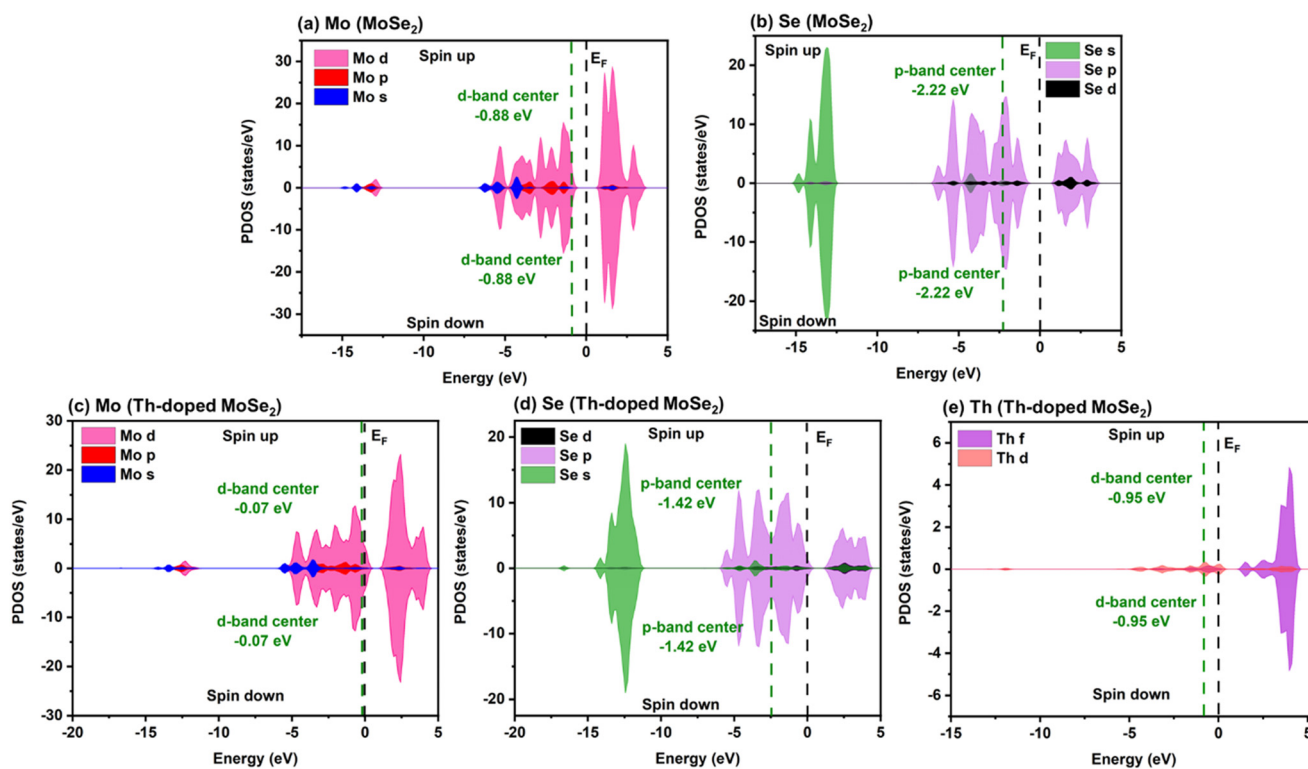 (a) Mo (MoSe₂)
Mo d
Mo p
Mo s
Spin up
E_F
d-band center
-0.88 eV
d-band center
-0.88 eV
Spin down
PDOS (states/eV)
30
20
10
0
-10
-20
-30
-15
-10
-5
0
5
Energy (eV)
(b) Se (MoSe₂)
Spin up
E_F
Se s
Se p
Se d
p-band center
-2.22 eV
p-band center
-2.22 eV
Spin down
PDOS (states/eV)
20
10
0
-10
-20
-15
-10
-5
0
5
Energy (eV)
(c) Mo (Th-doped MoSe₂)
Mo d
Mo p
Mo s
Spin up
E_F
d-band center
-0.07 eV
d-band center
-0.07 eV
Spin down
PDOS (states/eV)
30
20
10
0
-10
-20
-30
-20
-15
-10
-5
0
5
Energy (eV)
(d) Se (Th-doped MoSe₂)
Se d
Se p
Se s
Spin up
E_F
p-band center
-1.42 eV
p-band center
-1.42 eV
Spin down
PDOS (states/eV)
20
10
0
-10
-20
-20
-15
-10
-5
0
5
Energy (eV)
(e) Th (Th-doped MoSe₂)
Th f
Th d
Spin up
E_F
d-band center
-0.95 eV
d-band center
-0.95 eV
Spin down
PDOS (states/eV)
6
4
2
0
-2
-4
-6
-15
-10
-5
0
5
Energy (eV)